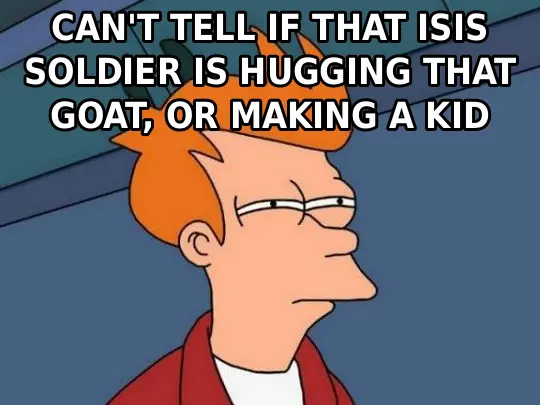 CAN'T TELL IF THAT ISIS
SOLDIER IS HUGGING THAT
GOAT, OR MAKING A KID